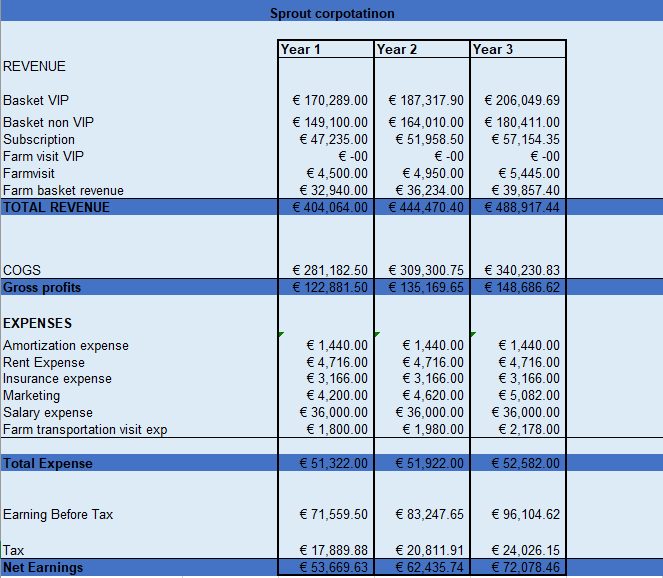 Sprout corpotatinon
Year 1 Year 2 Year 3
REVENUE
Basket VIP € 170,289.00 € 187,317.90 € 206,049.69
Basket non VIP € 149,100.00 € 164,010.00 € 180,411.00
Subscription € 47,235.00 € 51,958.50 € 57,154.35
Farm visit VIP € -00 € -00 € -00
Farmvisit € 4,500.00 € 4,950.00 € 5,445.00
Farm basket revenue € 32,940.00 € 36,234.00 € 39,857.40
TOTAL REVENUE € 404,064.00 € 444,470.40 € 488,917.44
COGS € 281,182.50 € 309,300.75 € 340,230.83
Gross profits € 122,881.50 € 135,169.65 € 148,686.62
EXPENSES
Amortization expense € 1,440.00 € 1,440.00 € 1,440.00
Rent Expense € 4,716.00 € 4,716.00 € 4,716.00
Insurance expense € 3,166.00 € 3,166.00 € 3,166.00
Marketing € 4,200.00 € 4,620.00 € 5,082.00
Salary expense € 36,000.00 € 36,000.00 € 36,000.00
Farm transportation visit exp € 1,800.00 € 1,980.00 € 2,178.00
Total Expense € 51,322.00 € 51,922.00 € 52,582.00
Earning Before Tax € 71,559.50 € 83,247.65 € 96,104.62
Tax € 17,889.88 € 20,811.91 € 24,026.15
Net Earnings € 53,669.63 € 62,435.74 € 72,078.46